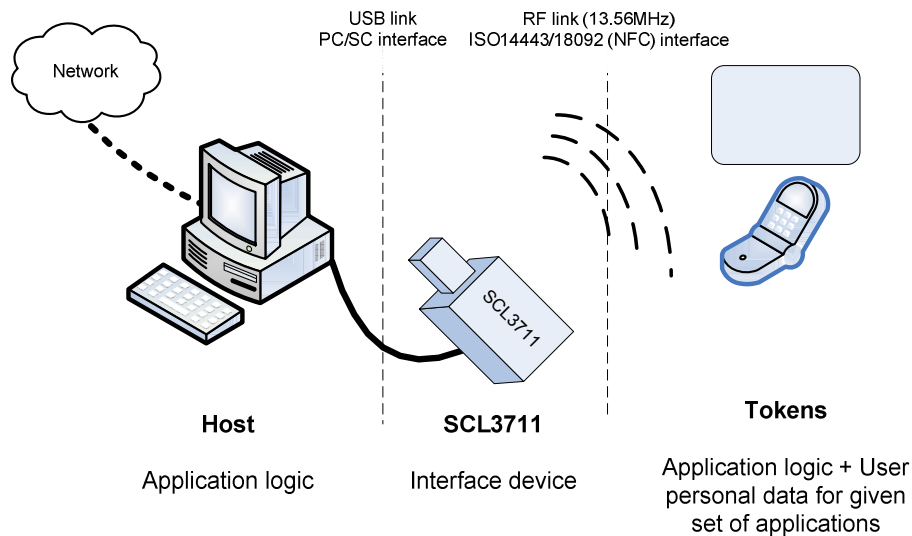 USB link
PC/SC interface
RF link (13.56MHz)
ISO14443/18092 (NFC) interface
Network
SCL3711
Host
SCL3711
Tokens
Application logic
Interface device
Application logic + User
personal data for given
set of applications